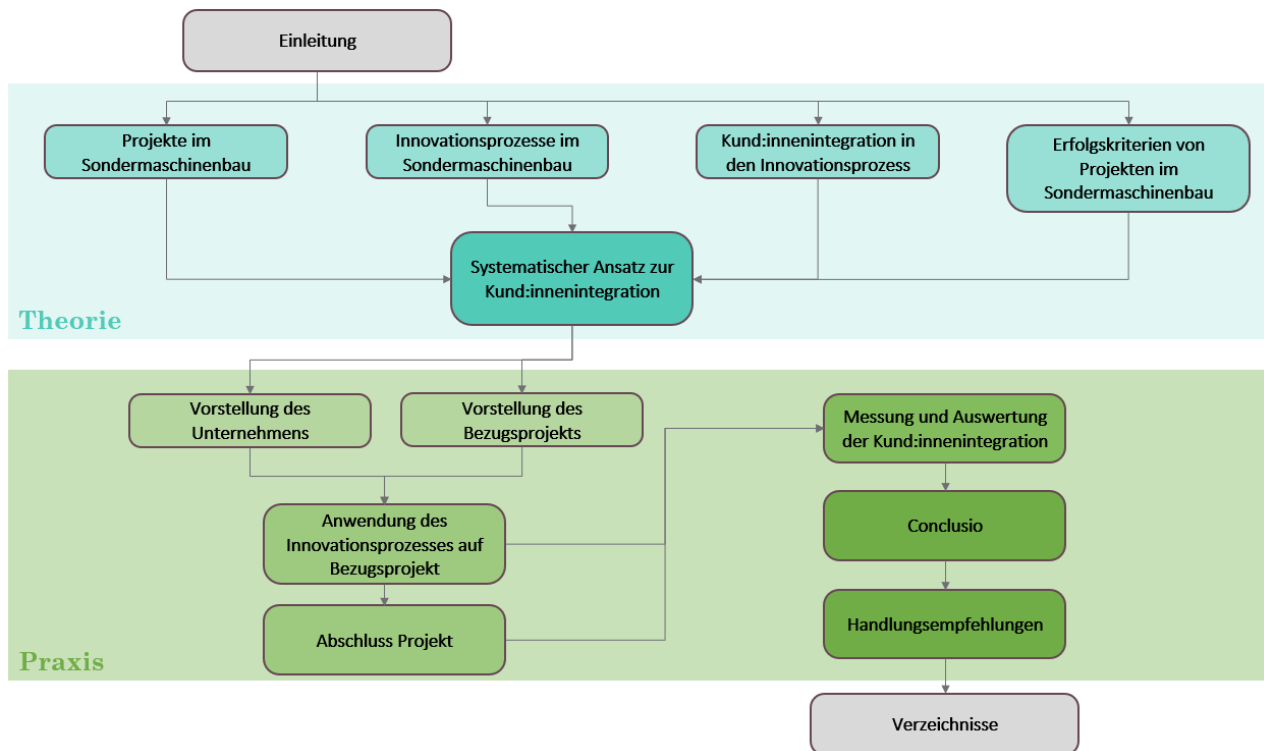 Einleitung
Projekte im
Sondermaschinenbau
Innovationsprozesse im
Sondermaschinenbau
Kund:innenintegration in
den Innovationsprozess
Erfolgskriterien von
Projekten im
Sondermaschinenbau
Systematischer Ansatz zur
Kund:innenintegration
Theorie
Vorstellung des
Unternehmens
Vorstellung des
Bezugsprojekts
Messung und Auswertung
der Kund:innenintegration
Anwendung des
Innovationsprozesses auf
Bezugsprojekt
Conclusio
Abschluss Projekt
Handlungsempfehlungen
Praxis
Verzeichnisse